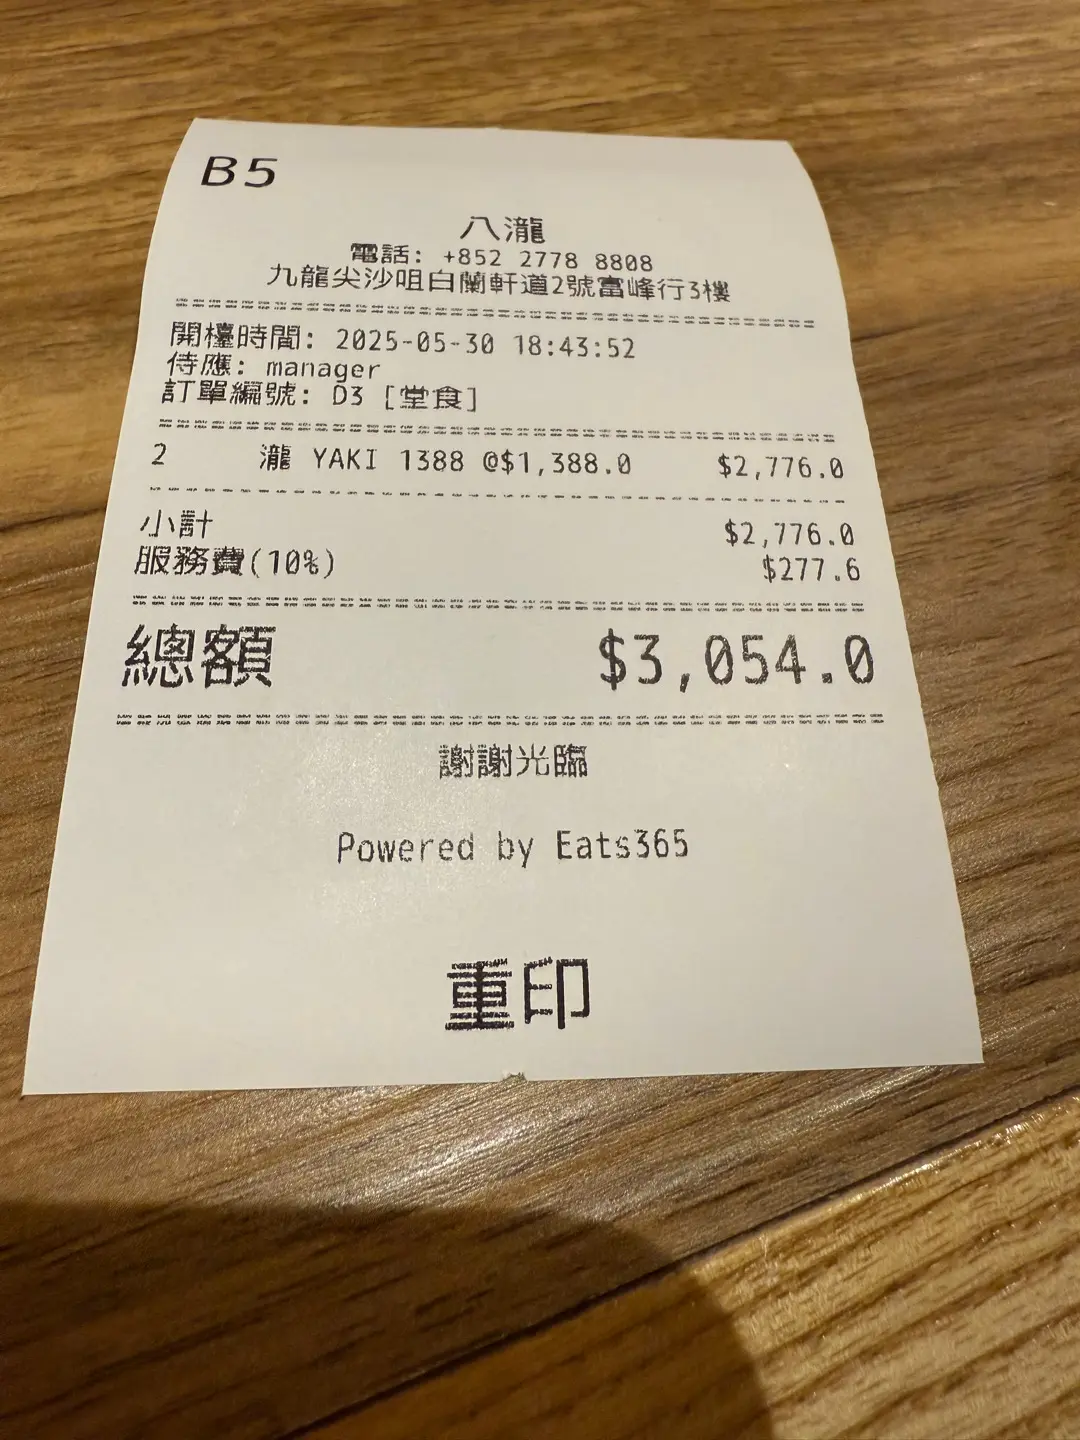 B5
八瀧
電話: +852 2778 8808
九龍尖沙咀白蘭軒道2號富峰行3樓
開檯時間: 2025-05-30 18:43:52
侍應: manager
訂單編號: D3 [堂食]
2 瀧 YAKI 1388 @$1,388.0 $2,776.0
小計 $2,776.0
服務費(10%) $277.6
總額 $3,054.0
謝謝光臨
Powered by Eats365
重印